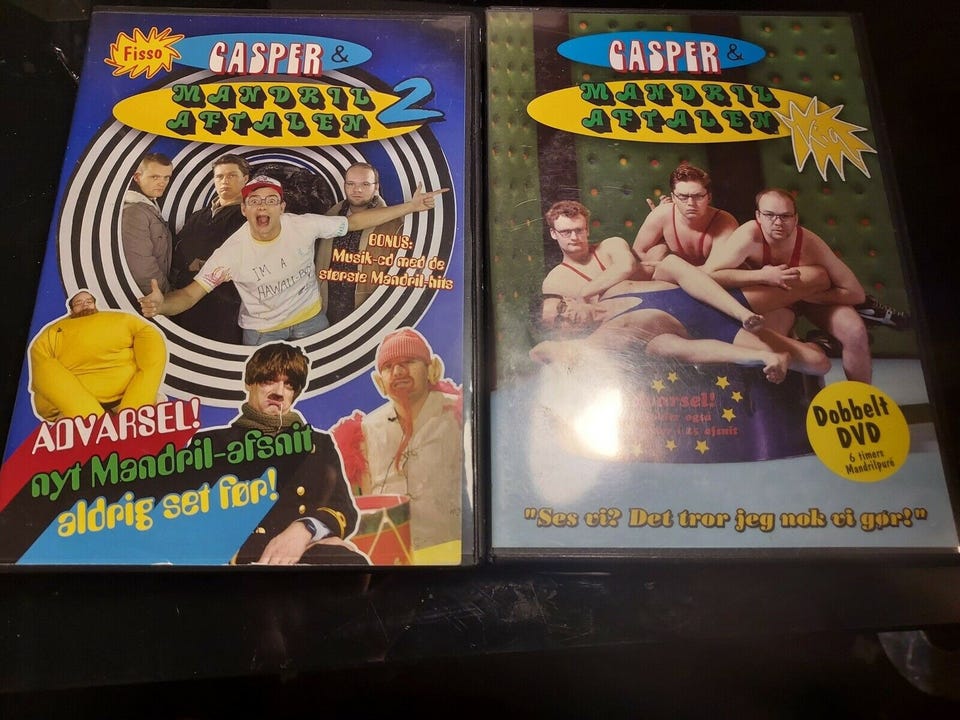 Fisso
CASPER &
MANDRIL
AFTALEN 2
BONUS:
Musik-cd med de
største Mandril-hits
I'M A
HAWAII-
ADVARSEL!
nyt Mandril-afsnit,
aldrig set før!
CASPER &
MANDRIL
AFTALEN
Dobbelt
DVD
6 timers
Mandrilpuré
afsnit
"Ses vi? Det tror jeg nok vi gør!"